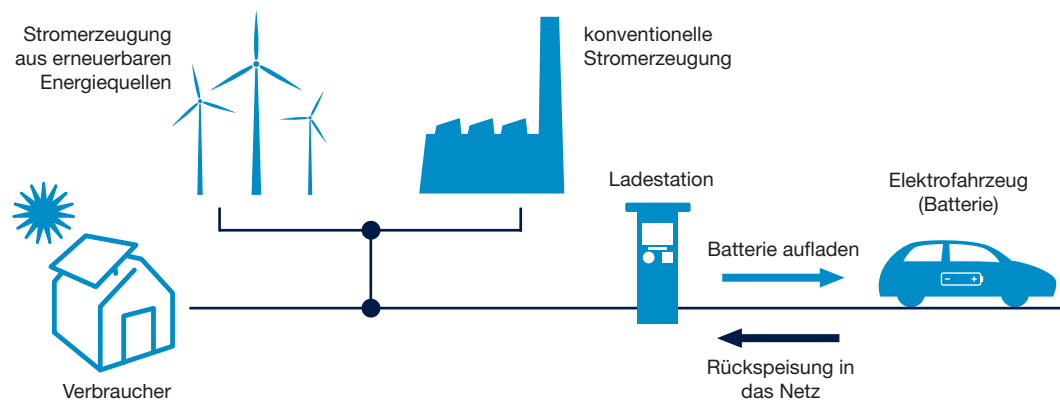 Stromerzeugung
aus erneuerbaren
Energiequellen
konventionelle
Stromerzeugung
Ladestation
Elektrofahrzeug
(Batterie)
Batterie aufladen
Rückspeisung in
das Netz
Verbraucher